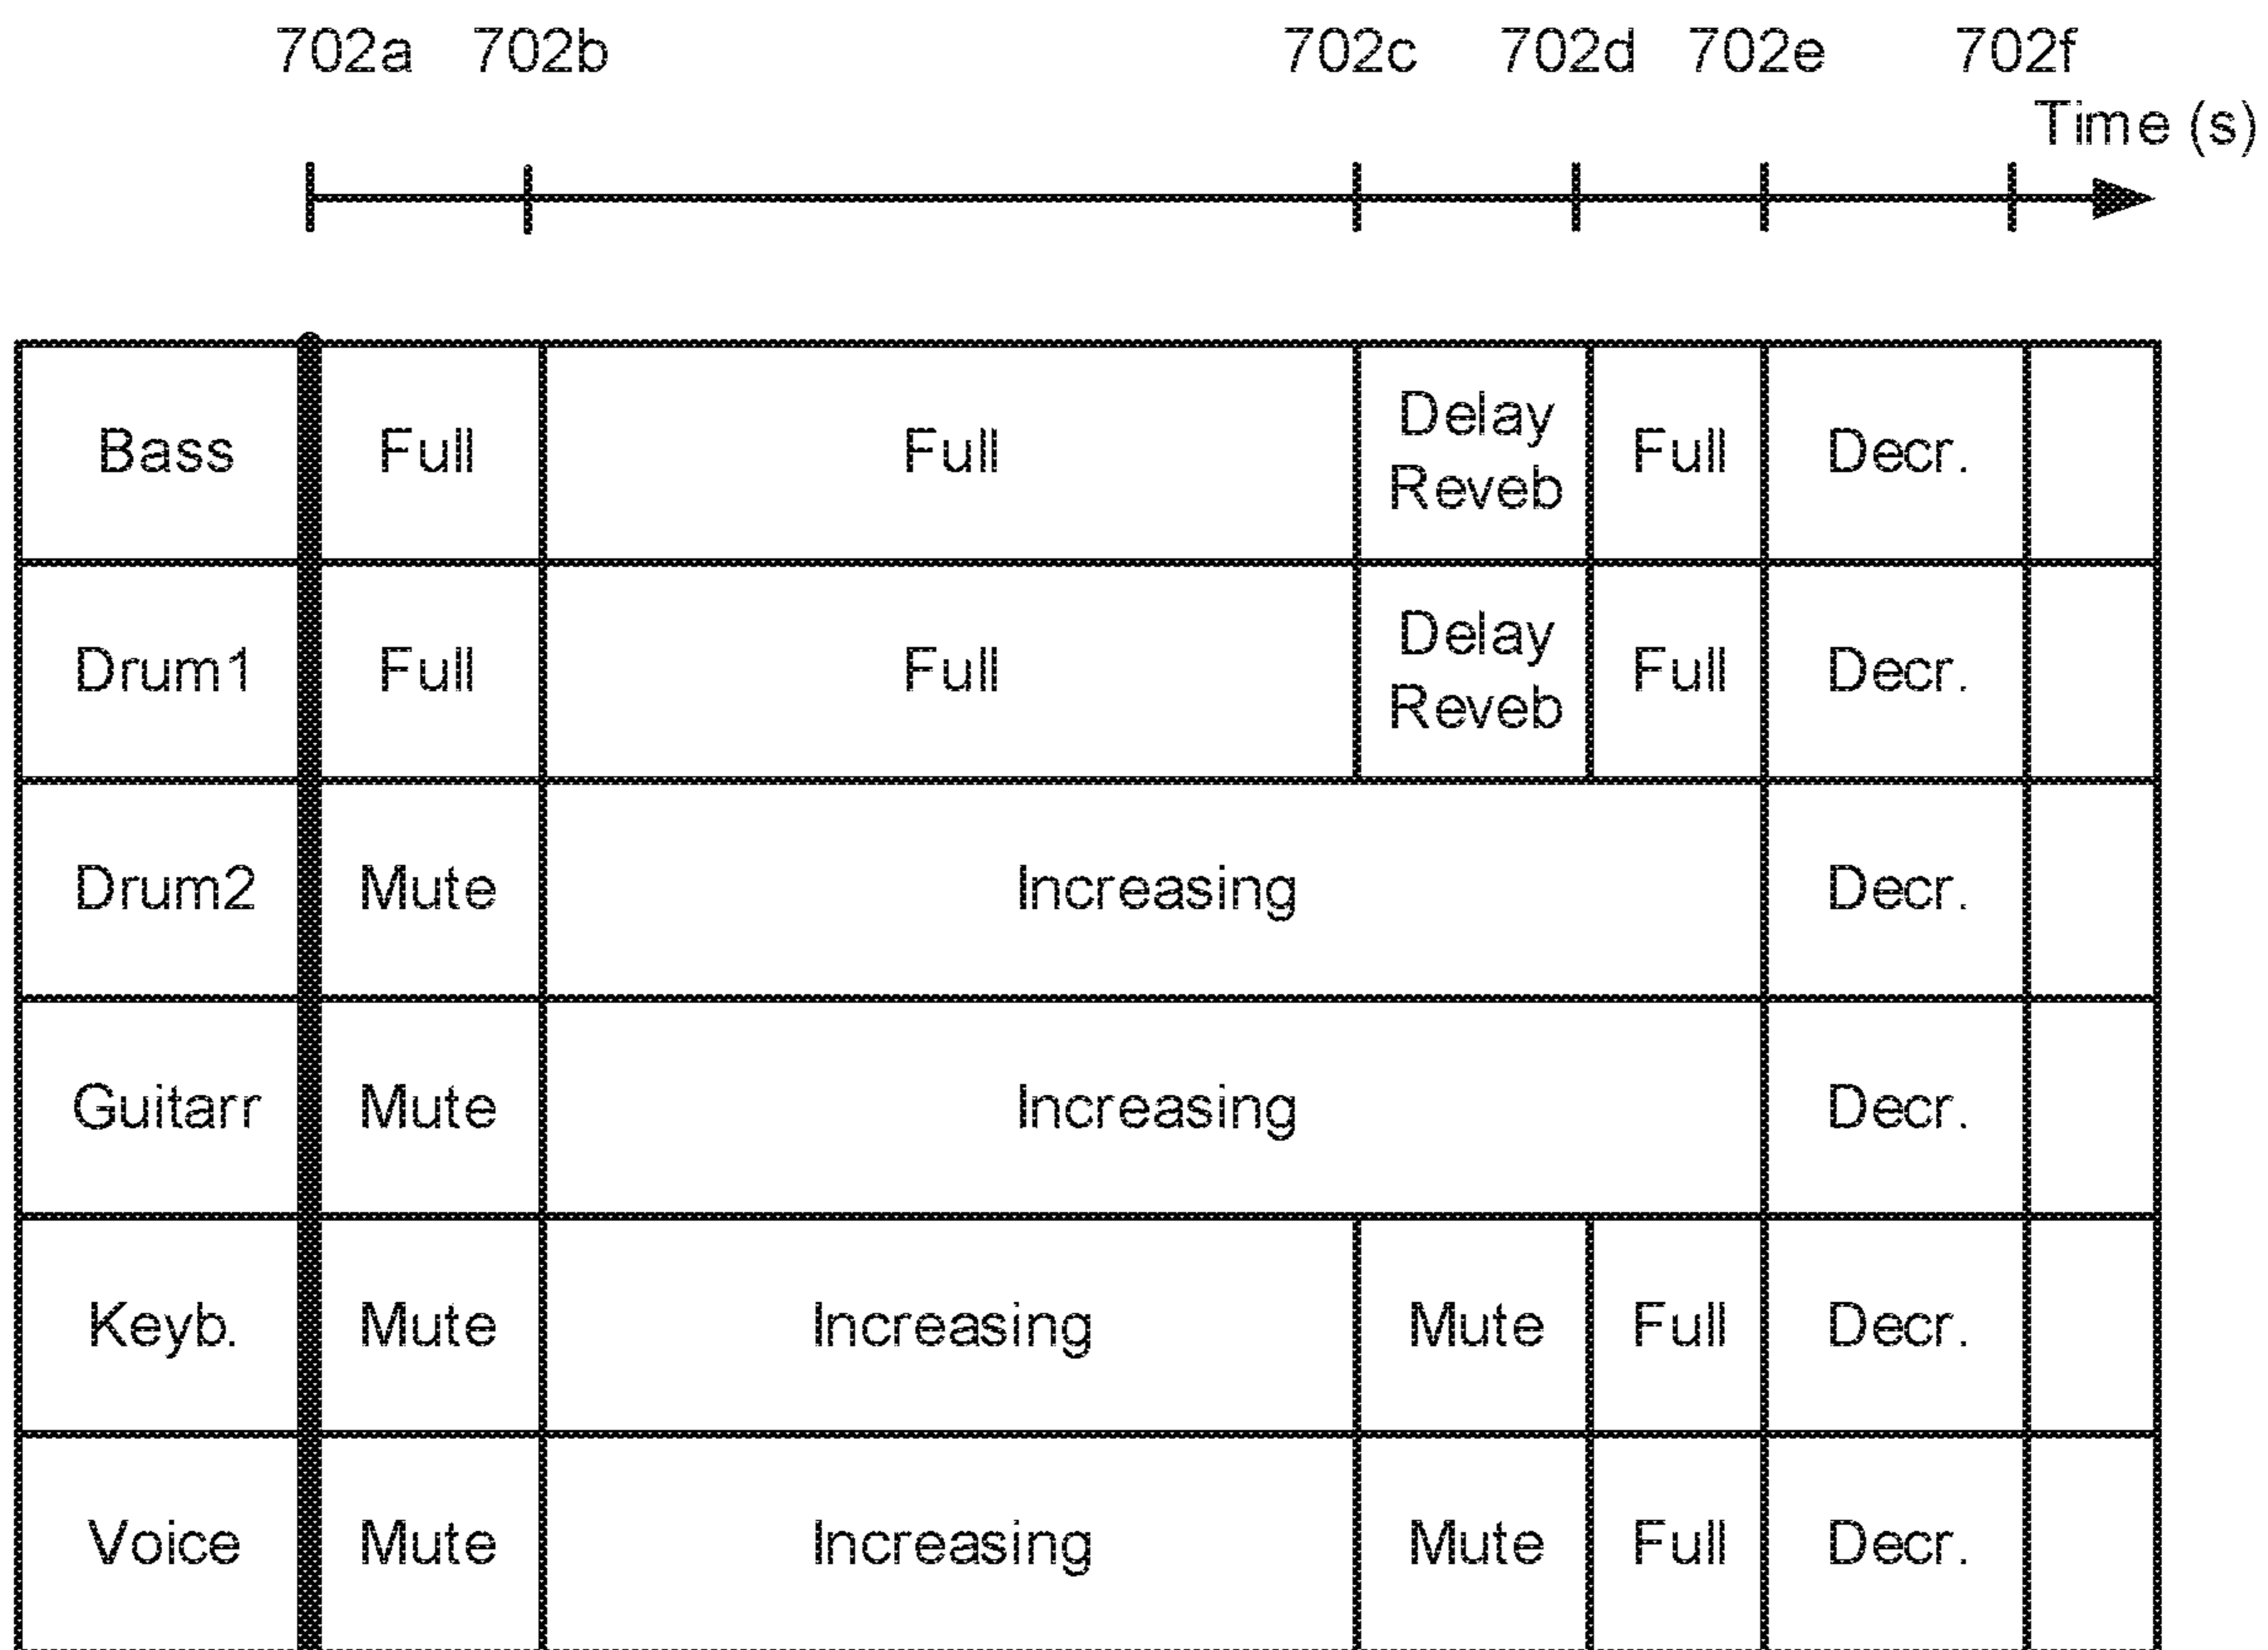 702a 702b 702c 702d 702e 702f
Time (s)
Bass Full Full Delay Reveb Full Decr.
Drum1 Full Full Delay Reveb Full Decr.
Drum2 Mute Increasing Decr.
Guitarr Mute Increasing Decr.
Keyb. Mute Increasing Mute Full Decr.
Voice Mute Increasing Mute Full Decr.